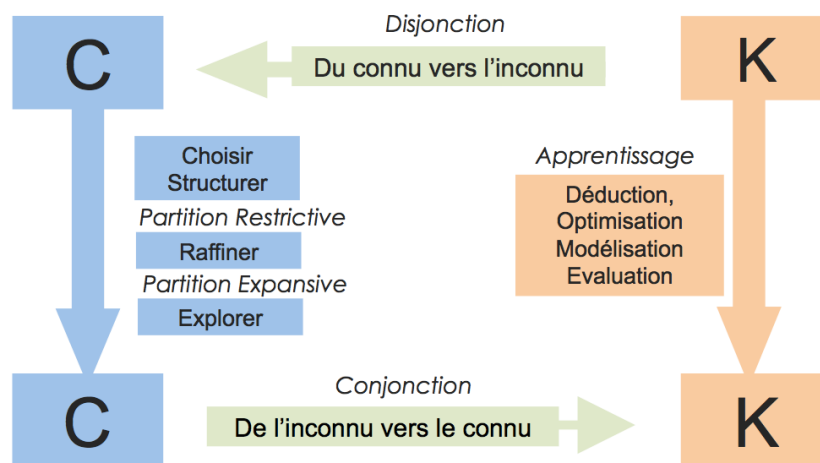 Disjonction
C
Du connu vers l'inconnu
K
Choisir
Structurer
Partition Restrictive
Raffiner
Partition Expansive
Explorer
Apprentissage
Déduction,
Optimisation
Modélisation
Evaluation
Conjonction
C
De l'inconnu vers le connu
K